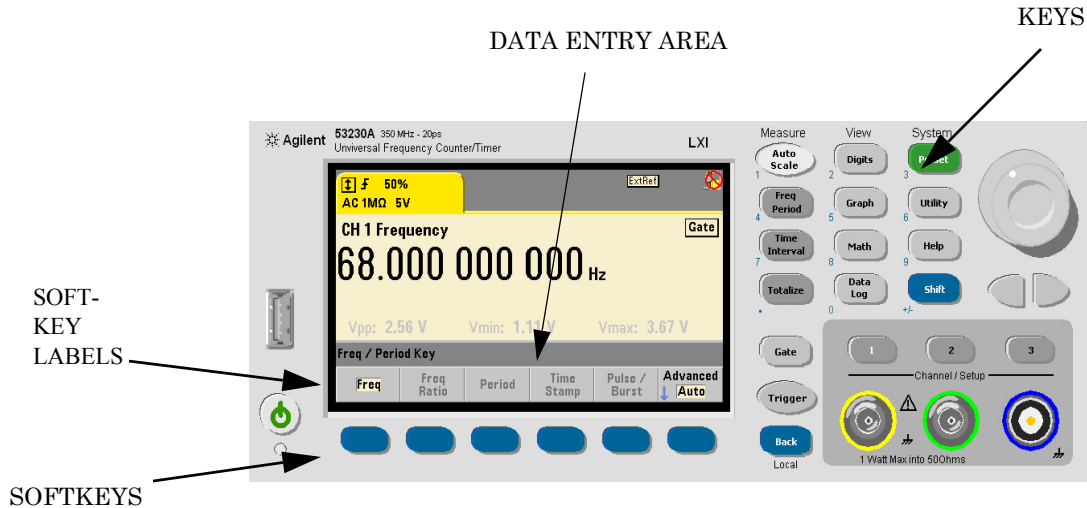 KEYS
DATA ENTRY AREA
Agilent
53230A 350 MHz - 20ps
Universal Frequency Counter/Timer
LXI
50%
AC 1MΩ 5V
ExtRef
CH 1 Frequency
Gate
68.000 000 000 Hz
Vpp: 2.56 V Vmin: 1.11 V Vmax: 3.67 V
Freq / Period Key
Freq
Freq
Ratio
Period
Time
Stamp
Pulse /
Burst
Advanced
Auto
SOFT-
KEY
LABELS
SOFTKEYS
Measure View System
Auto
Scale
1
Digits
2
Preset
3
Freq
Period
4
Graph
5
Utility
6
Time
Interval
7
Math
8
Help
9
Totalize
.
Data
Log
0
Shift
+/-
Gate
1
2
3
Channel / Setup
Trigger
Back
Local
1 Watt Max into 50Ohms